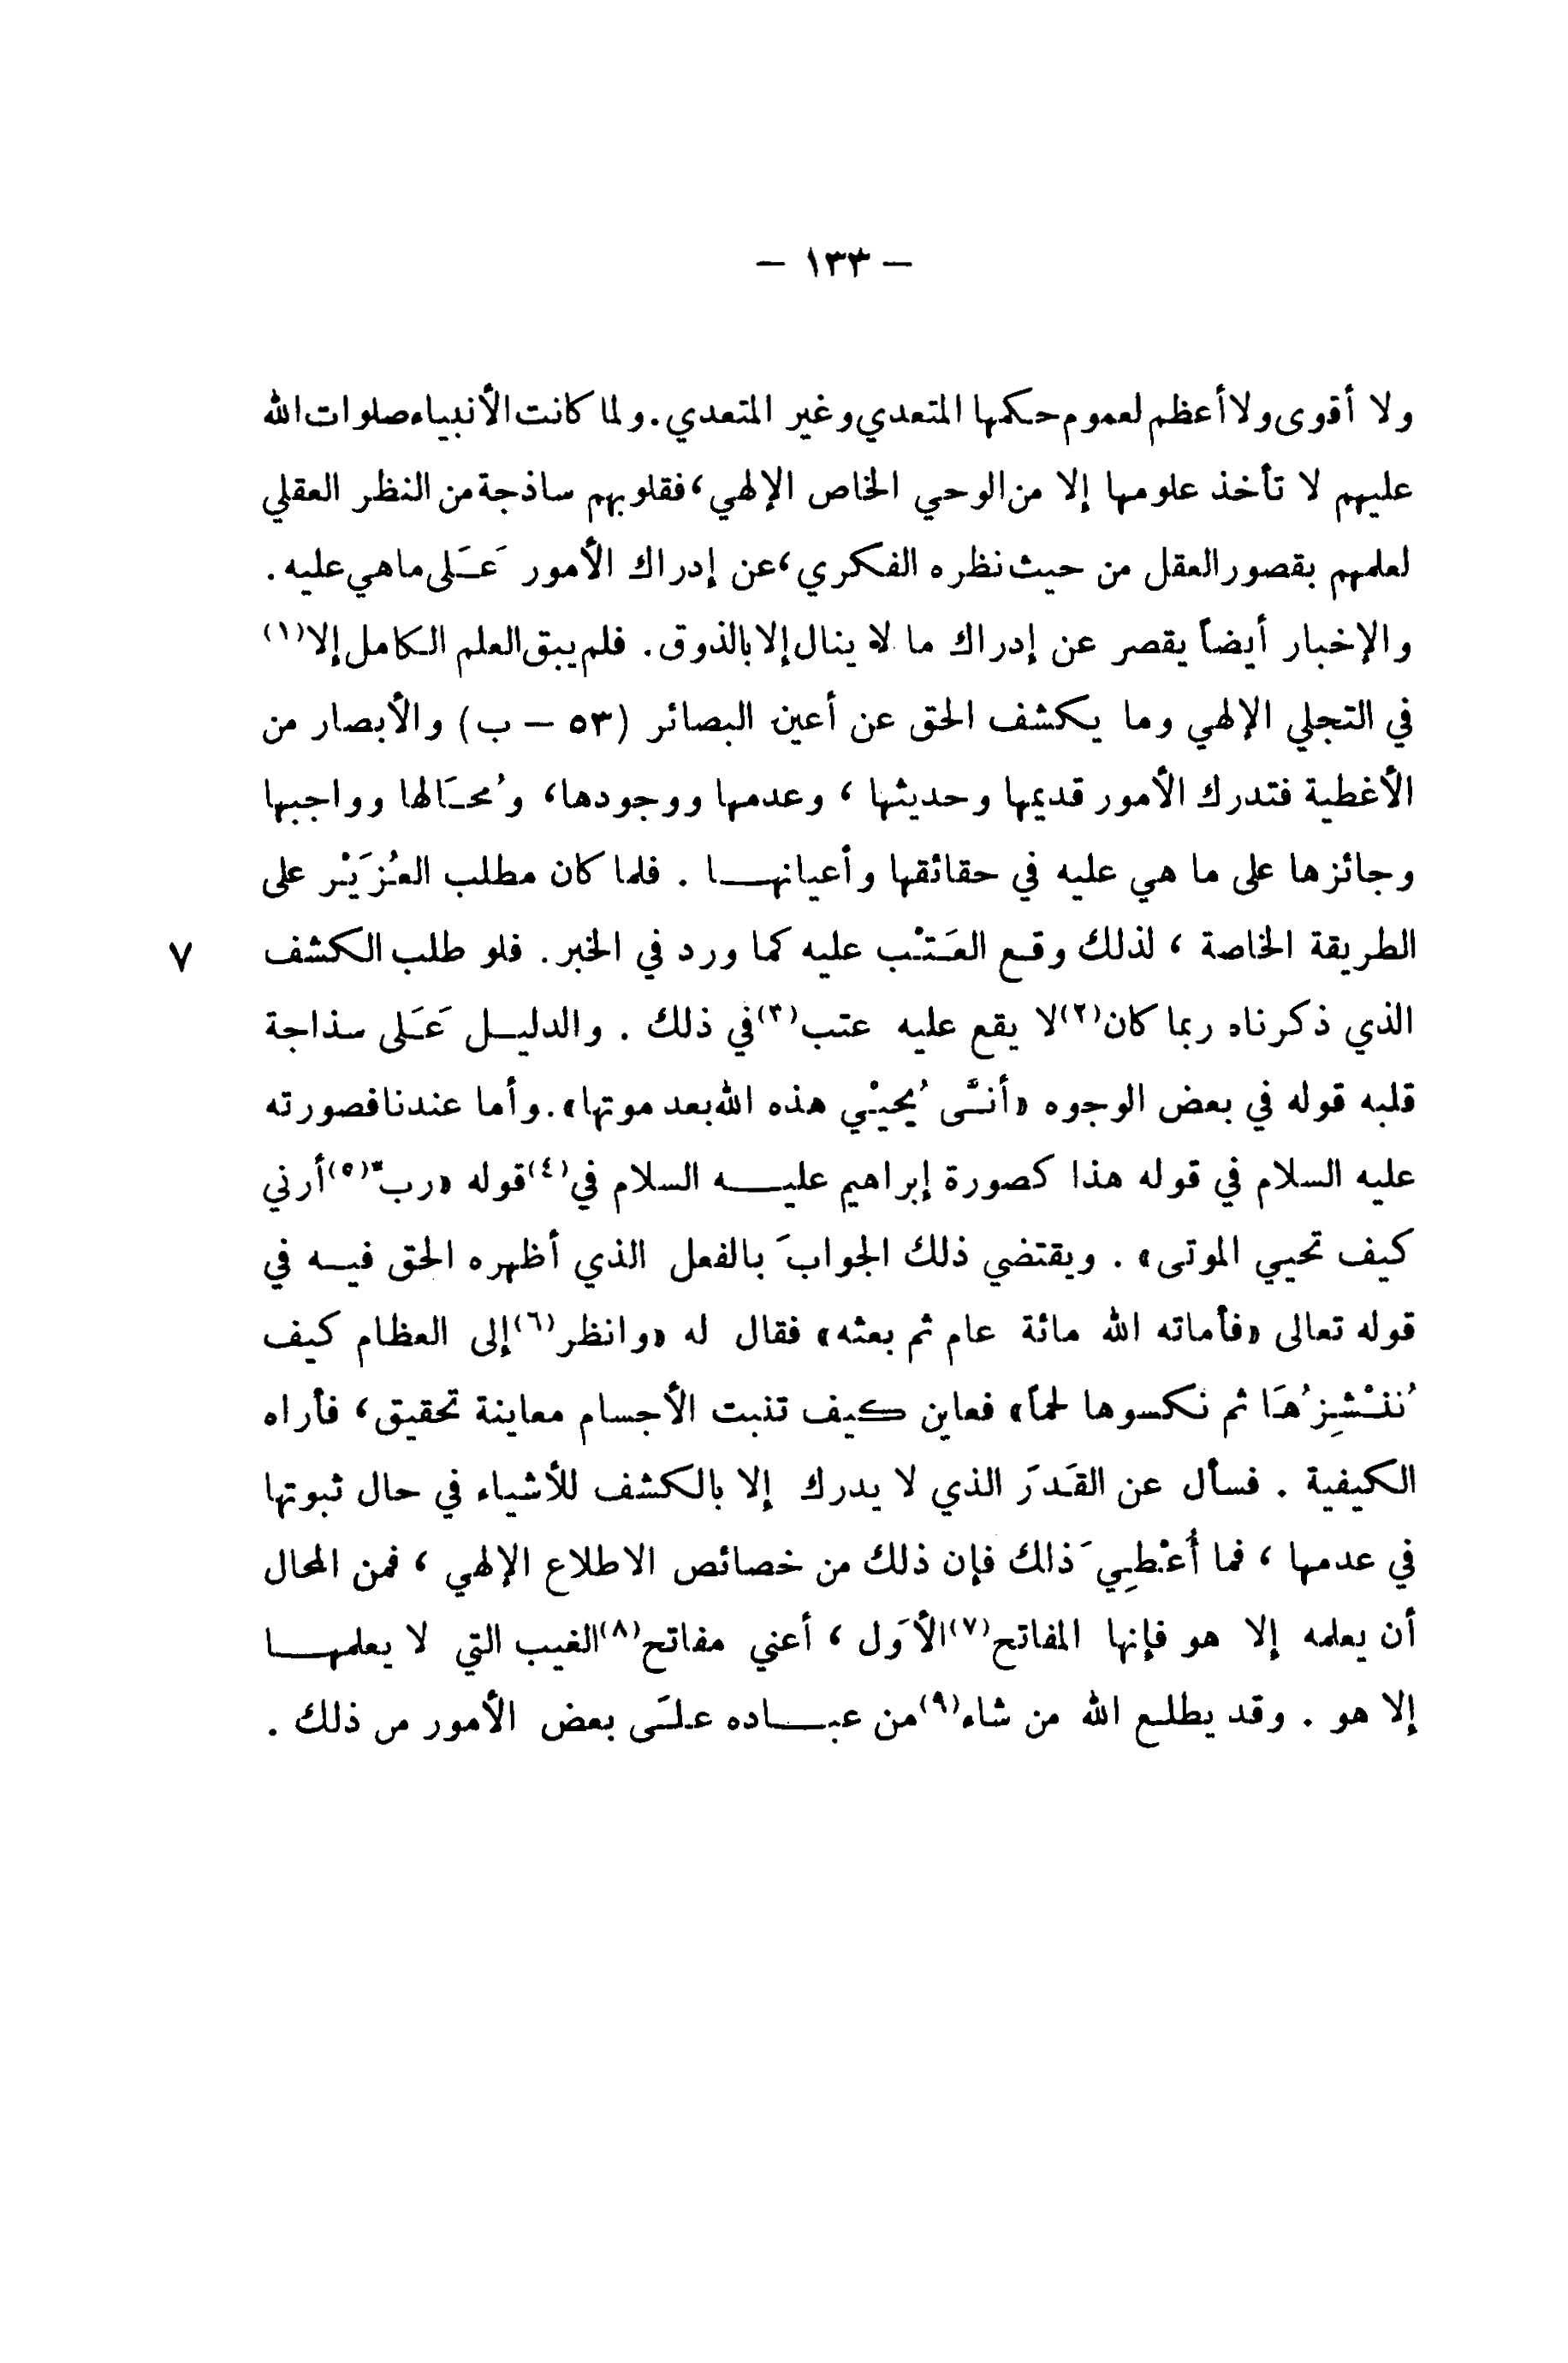 — ١٣٣ —
ولا أقوى ولا أعظم لعموم حكمها المتعدي وغير المتعدي. ولما كانت الأنبياء صلوات الله
عليهم لا تأخذ علومها إلا من الوحي الخاص الإلهي، فقلوبهم ساذجة من النظر العقلي
لعلمهم بقصور العقل من حيث نظره الفكري، عن إدراك الأمور عَلَى ما هي عليه.
والإخبار أيضاً يقصر عن إدراك ما لا ينال إلا بالذوق. فلم يبق العلم الكامل إلا(١)
في التجلي الإلهي وما يكشف الحق عن أعين البصائر (٥٣ — ب) والأبصار من
الأغطية فتدرك الأمور قديمها وحديثها، وعدمها ووجودها، ومُحَالها وواجبها
وجائزها على ما هي عليه في حقائقها وأعيانهـا. فلما كان مطلب العُزَيْر على
الطريقة الخاصة، لذلك وقع العَتْب عليه كما ورد في الخبر. فلو طلب الكشف ٧
الذي ذكرناه ربما كان(٢) لا يقع عليه عتب(٣) في ذلك. والدليـل عَلَى سذاجة
قلبه قوله في بعض الوجوه «أنَّى يُحيْي هذه الله بعد موتها». وأما عندنا فصورته
عليه السلام في قوله هذا كصورة إبراهيم عليـه السلام في(٤) قوله «رب(٥) أرني
كيف تحيي الموتى». ويقتضي ذلك الجوابَ بالفعل الذي أظهره الحق فيـه في
قوله تعالى «فأماته الله مائة عام ثم بعثه» فقال له «وانظر(٦) إلى العظام كيف
نُنْشِزُهَا ثم نكسوها لحماً» فعاين كيف تنبت الأجسام معاينة تحقيق، فأراه
الكيفية. فسأل عن القَدَرَ الذي لا يدرك إلا بالكشف للأشياء في حال ثبوتها
في عدمها، فما أُعْطِيَ ذلك فإن ذلك من خصائص الاطلاع الإلهي، فمن المحال
أن يعلمه إلا هو فإنها المفاتح(٧) الأَوَل، أعني مفاتح(٨) الغيب التي لا يعلمهـا
إلا هو. وقد يطلع الله من شاء(٩) من عبـاده علَى بعض الأمور من ذلك.